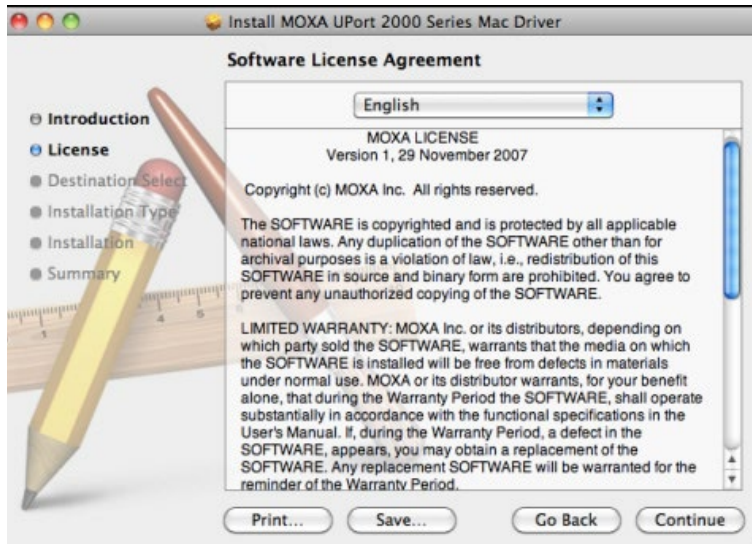 Install MOXA UPort 2000 Series Mac Driver
Software License Agreement
Introduction
License
Destination Select
Installation Type
Installation
Summary
English
MOXA LICENSE
Version 1, 29 November 2007
Copyright (c) MOXA Inc. All rights reserved.
The SOFTWARE is copyrighted and is protected by all applicable
national laws. Any duplication of the SOFTWARE other than for
archival purposes is a violation of law, i.e., redistribution of this
SOFTWARE in source and binary form are prohibited. You agree to
prevent any unauthorized copying of the SOFTWARE.
LIMITED WARRANTY: MOXA Inc. or its distributors, depending on
which party sold the SOFTWARE, warrants that the media on which
the SOFTWARE is installed will be free from defects in materials
under normal use. MOXA or its distributor warrants, for your benefit
alone, that during the Warranty Period the SOFTWARE, shall operate
substantially in accordance with the functional specifications in the
User's Manual. If, during the Warranty Period, a defect in the
SOFTWARE, appears, you may obtain a replacement of the
SOFTWARE. Any replacement SOFTWARE will be warranted for the
reminder of the Warranty Period.
Print... Save... Go Back Continue